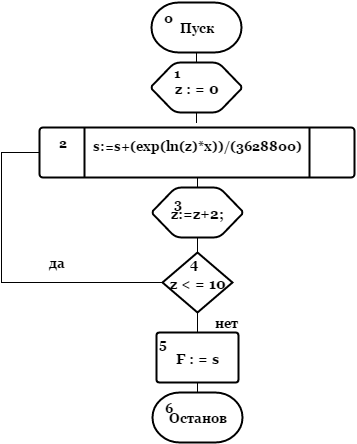 0 Пуск
1
z : = 0
2 s:=s+(exp(ln(z)*x))/(3628800)
3
z:=z+2;
4
да
z < = 10
нет
5
F : = s
6
Останов